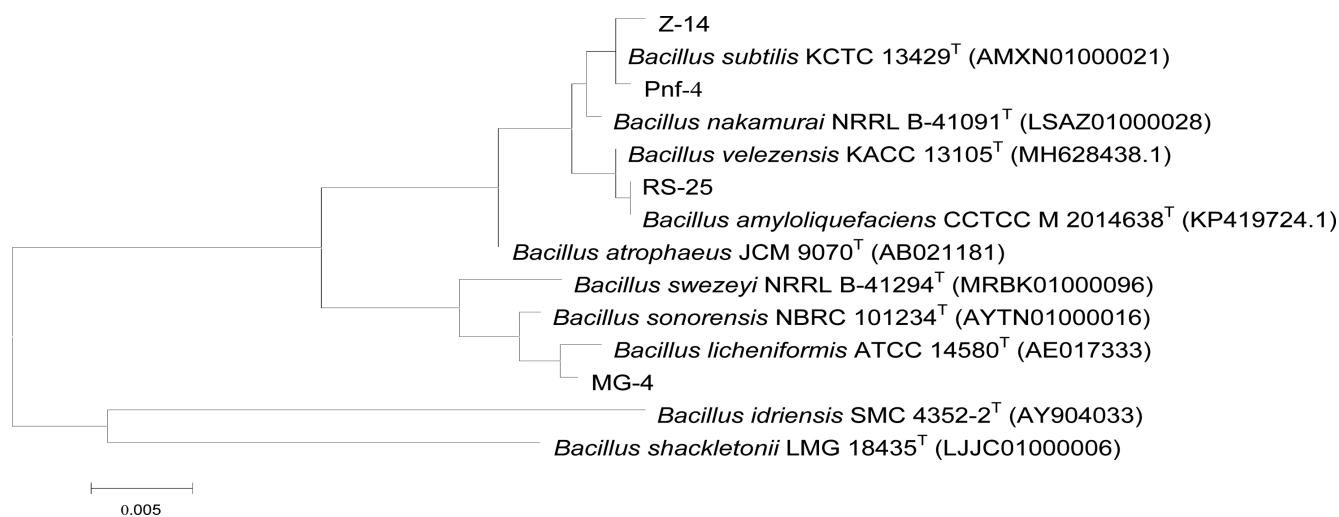 Z-14
Bacillus subtilis KCTC 13429ᵀ (AMXN01000021)
Pnf-4
Bacillus nakamurai NRRL B-41091ᵀ (LSAZ01000028)
Bacillus velezensis KACC 13105ᵀ (MH628438.1)
RS-25
Bacillus amyloliquefaciens CCTCC M 2014638ᵀ (KP419724.1)
Bacillus atrophaeus JCM 9070ᵀ (AB021181)
Bacillus swezeyi NRRL B-41294ᵀ (MRBK01000096)
Bacillus sonorensis NBRC 101234ᵀ (AYTN01000016)
Bacillus licheniformis ATCC 14580ᵀ (AE017333)
MG-4
Bacillus idriensis SMC 4352-2ᵀ (AY904033)
Bacillus shackletonii LMG 18435ᵀ (LJJC01000006)
0.005